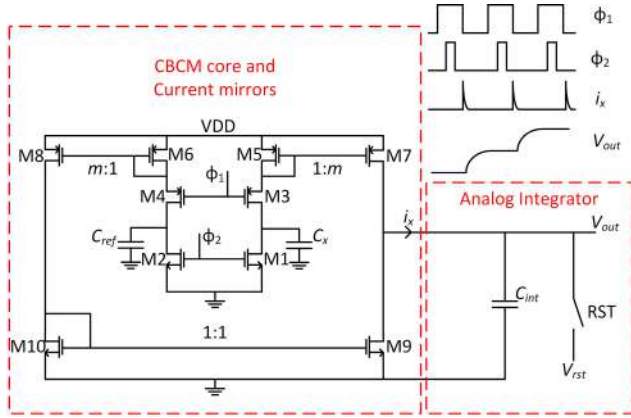 ϕ1
CBCM core and
Current mirrors
ϕ2
ix
VDD
Vout
M8
M6
M5
M7
m:1
1:m
ϕ1
M4
M3
Analog Integrator
ix
Vout
Cref
ϕ2
Cx
M2
M1
Cint
RST
1:1
M10
M9
Vrst